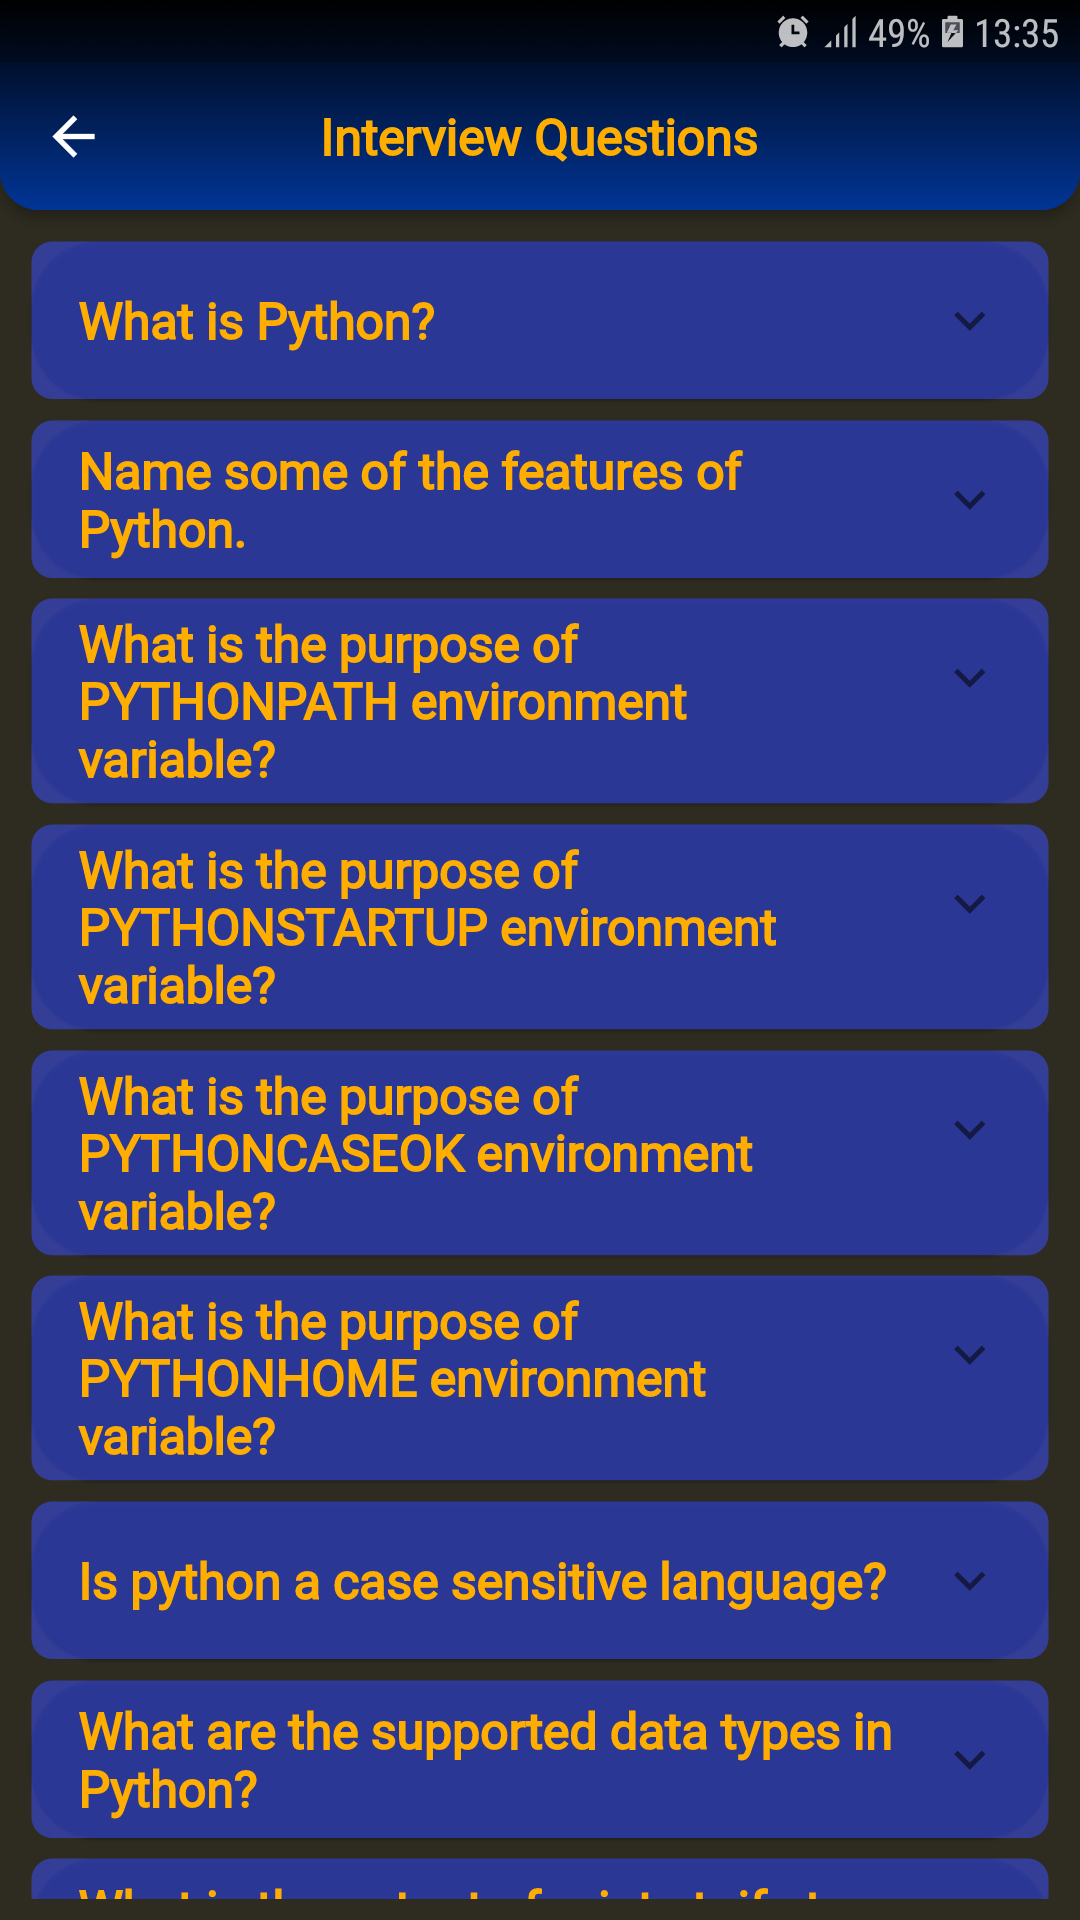 49% 13:35
Interview Questions
What is Python?
Name some of the features of
Python.
What is the purpose of
PYTHONPATH environment
variable?
What is the purpose of
PYTHONSTARTUP environment
variable?
What is the purpose of
PYTHONCASEOK environment
variable?
What is the purpose of
PYTHONHOME environment
variable?
Is python a case sensitive language?
What are the supported data types in
Python?